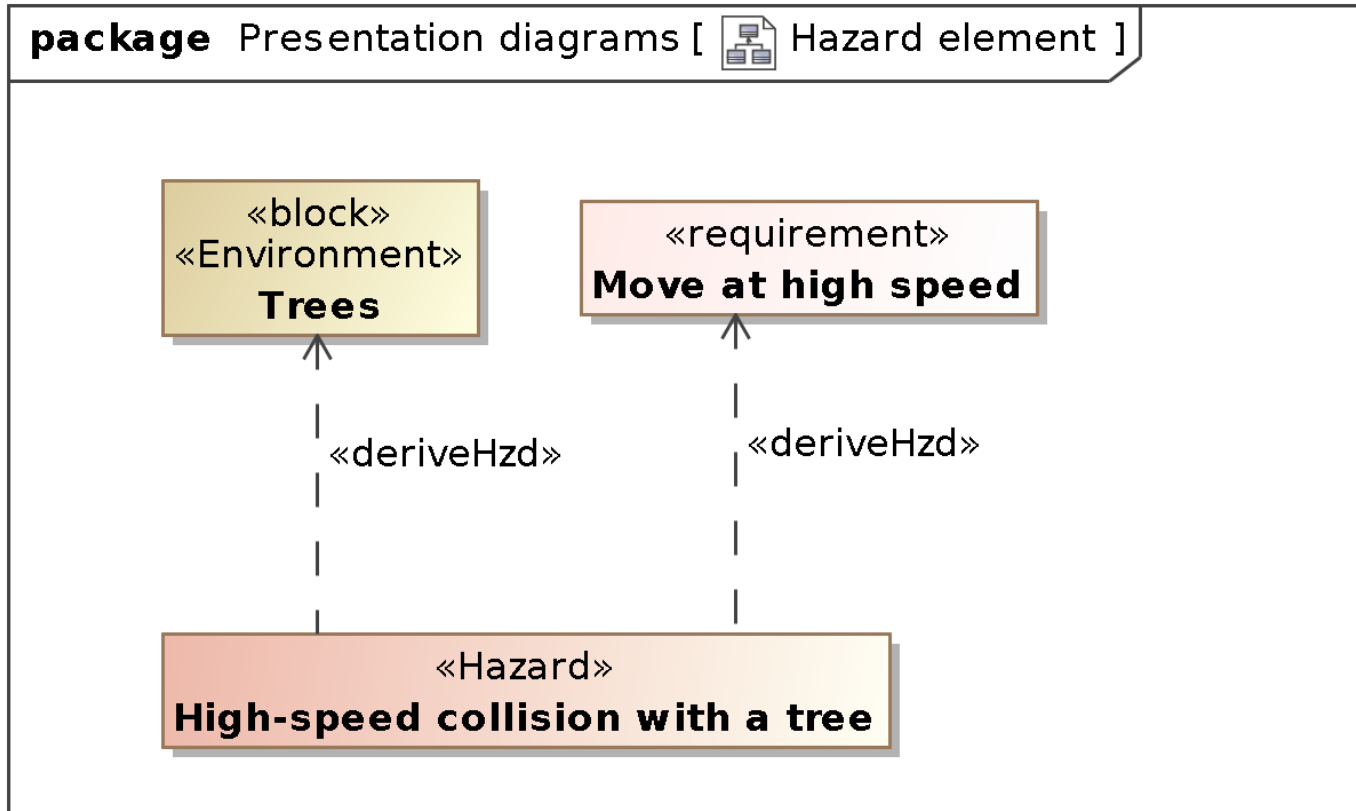 package Presentation diagrams [ Hazard element ]
«block»
«Environment»
Trees
«requirement»
Move at high speed
«deriveHzd»
«deriveHzd»
«Hazard»
High-speed collision with a tree